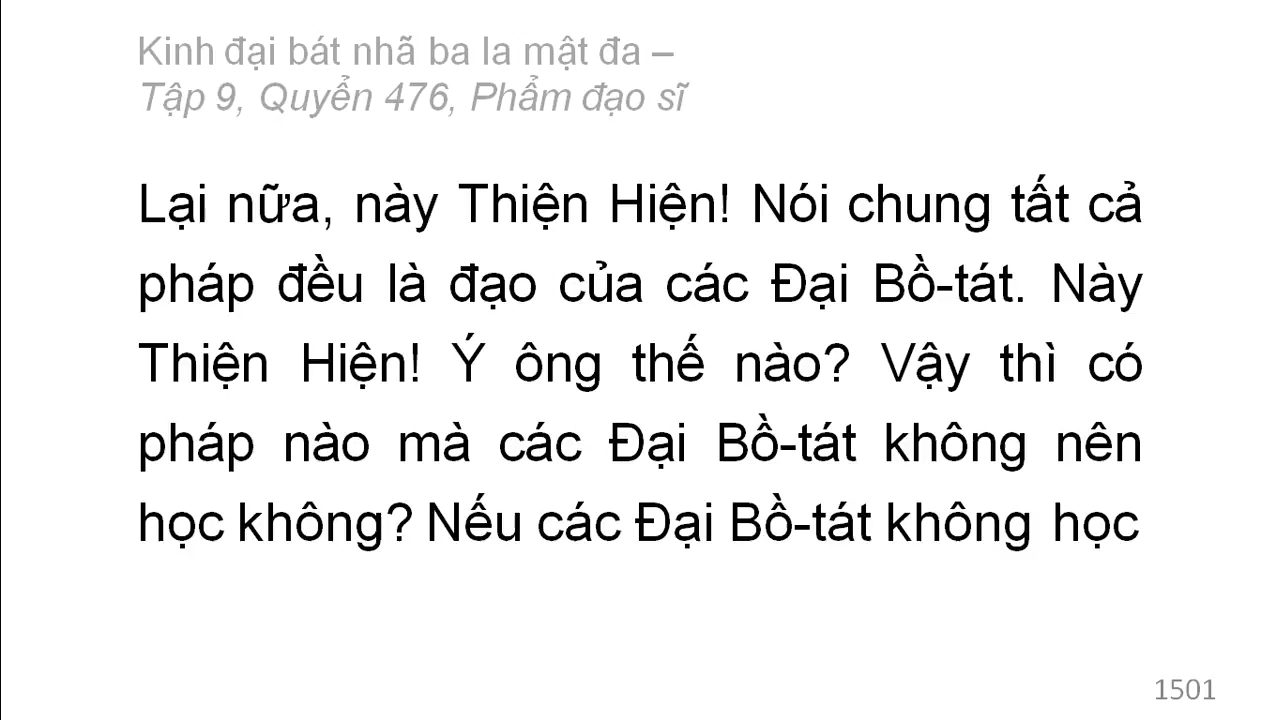 Kinh đại bát nhã ba la mật đa –
Tập 9, Quyển 476, Phẩm đạo sĩ
Lại nữa, này Thiện Hiện! Nói chung tất cả
pháp đều là đạo của các Đại Bồ-tát. Này
Thiện Hiện! Ý ông thế nào? Vậy thì có
pháp nào mà các Đại Bồ-tát không nên
học không? Nếu các Đại Bồ-tát không học
1501